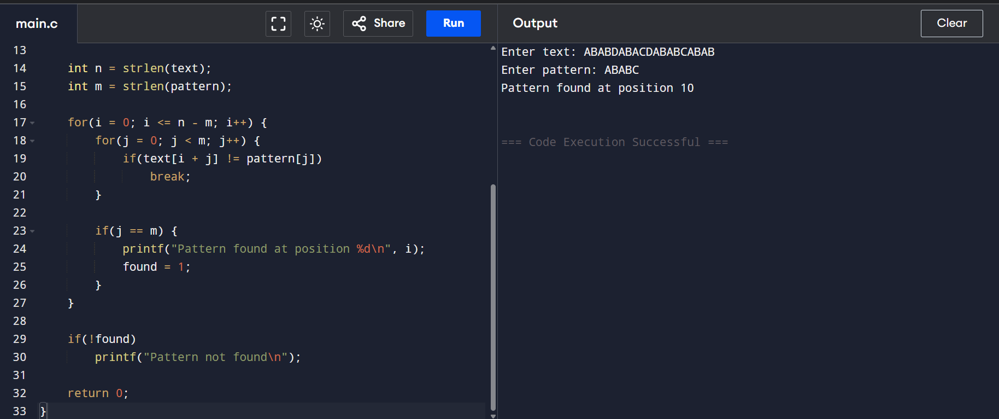 main.c
Share
Run
Output
Clear
13
14 int n = strlen(text);
15 int m = strlen(pattern);
16
17 for(i = 0; i <= n - m; i++) {
18 for(j = 0; j < m; j++) {
19 if(text[i + j] != pattern[j])
20 break;
21 }
22
23 if(j == m) {
24 printf("Pattern found at position %d\n", i);
25 found = 1;
26 }
27 }
28
29 if(!found)
30 printf("Pattern not found\n");
31
32 return 0;
33 }
Enter text: ABABDABACDABABCABAB
Enter pattern: ABABC
Pattern found at position 10
=== Code Execution Successful ===